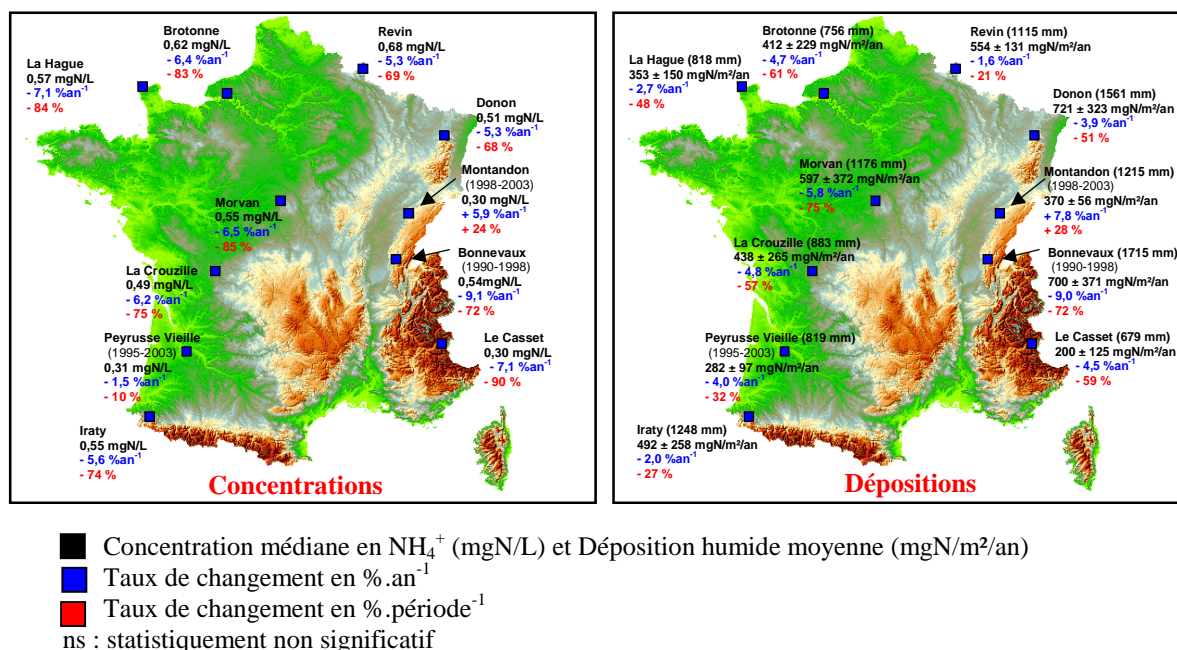 Brotonne
0,62 mgN/L
- 6,4 %an⁻¹
- 83 %
Revin
0,68 mgN/L
- 5,3 %an⁻¹
- 69 %
La Hague
0,57 mgN/L
- 7,1 %an⁻¹
- 84 %
Donon
0,51 mgN/L
- 5,3 %an⁻¹
- 68 %
Montandon
(1998-2003)
0,30 mgN/L
+ 5,9 %an⁻¹
+ 24 %
Morvan
0,55 mgN/L
- 6,5 %an⁻¹
- 85 %
Bonnevaux
(1990-1998)
0,54mgN/L
- 9,1 %an⁻¹
- 72 %
La Crouzille
0,49 mgN/L
- 6,2 %an⁻¹
- 75 %
Peyrusse Vieille
(1995-2003)
0,31 mgN/L
- 1,5 %an⁻¹
- 10 %
Le Casset
0,30 mgN/L
- 7,1 %an⁻¹
- 90 %
Iraty
0,55 mgN/L
- 5,6 %an⁻¹
- 74 %
Concentrations
Brotonne (756 mm)
412 ± 229 mgN/m²/an
- 4,7 %an⁻¹
- 61 %
Revin (1115 mm)
554 ± 131 mgN/m²/an
- 1,6 %an⁻¹
- 21 %
La Hague (818 mm)
353 ± 150 mgN/m²/an
- 2,7 %an⁻¹
- 48 %
Donon (1561 mm)
721 ± 323 mgN/m²/an
- 3,9 %an⁻¹
- 51 %
Montandon (1215 mm)
(1998-2003)
370 ± 56 mgN/m²/an
+ 7,8 %an⁻¹
+ 28 %
Morvan (1176 mm)
597 ± 372 mgN/m²/an
- 5,8 %an⁻¹
- 75 %
Bonnevaux (1715 mm)
(1990-1998)
700 ± 371 mgN/m²/an
- 9,0 %an⁻¹
- 72 %
La Crouzille (883 mm)
438 ± 265 mgN/m²/an
- 4,8 %an⁻¹
- 57 %
Peyrusse Vieille (819 mm)
(1995-2003)
282 ± 97 mgN/m²/an
- 4,0 %an⁻¹
- 32 %
Le Casset (679 mm)
200 ± 125 mgN/m²/an
- 4,5 %an⁻¹
- 59 %
Iraty (1248 mm)
492 ± 258 mgN/m²/an
- 2,0 %an⁻¹
- 27 %
Dépositions
Concentration médiane en NH₄⁺ (mgN/L) et Déposition humide moyenne (mgN/m²/an)
Taux de changement en %.an⁻¹
Taux de changement en %.période⁻¹
ns : statistiquement non significatif